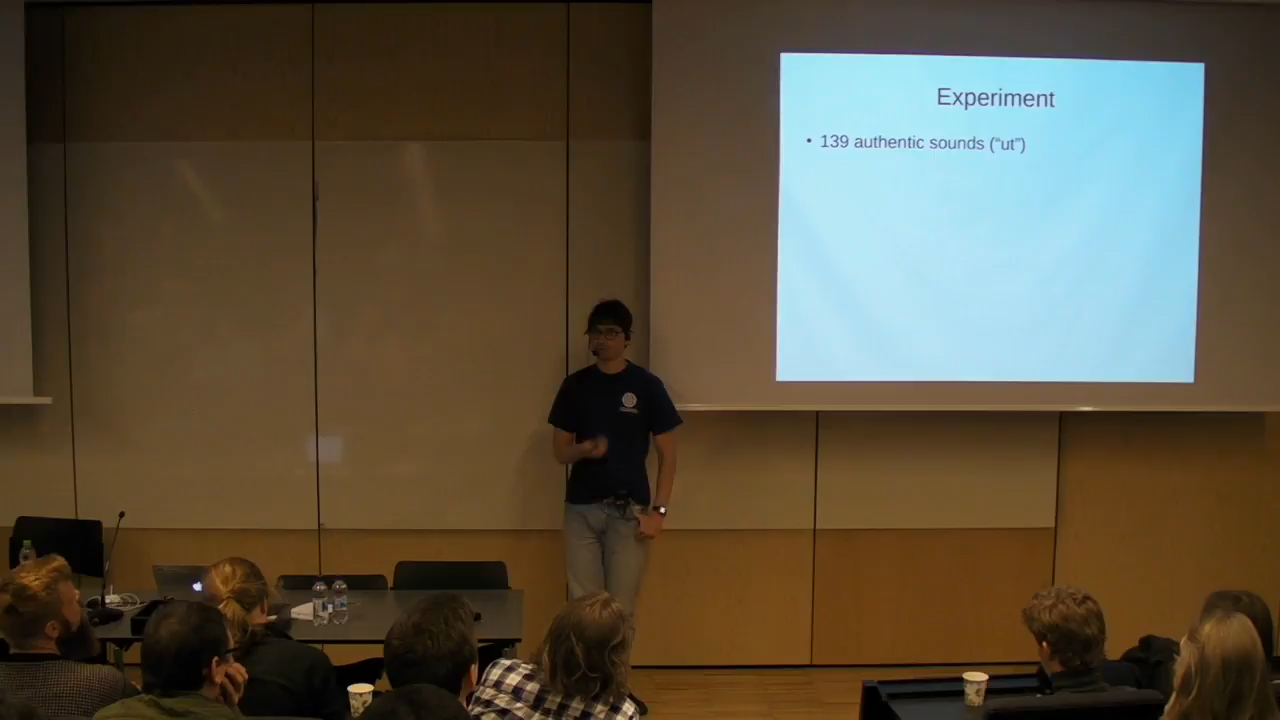 Experiment
• 139 authentic sounds (“ut”)